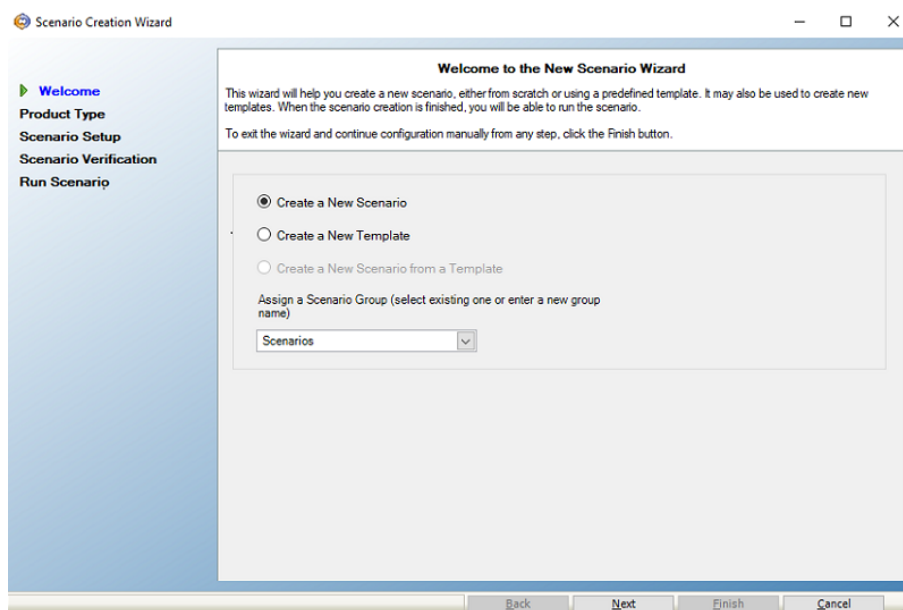 Scenario Creation Wizard
Welcome
Product Type
Scenario Setup
Scenario Verification
Run Scenario
Welcome to the New Scenario Wizard
This wizard will help you create a new scenario, either from scratch or using a predefined template. It may also be used to create new
templates. When the scenario creation is finished, you will be able to run the scenario.
To exit the wizard and continue configuration manually from any step, click the Finish button.
Create a New Scenario
Create a New Template
Create a New Scenario from a Template
Assign a Scenario Group (select existing one or enter a new group
name)
Scenarios
Back Next Finish Cancel